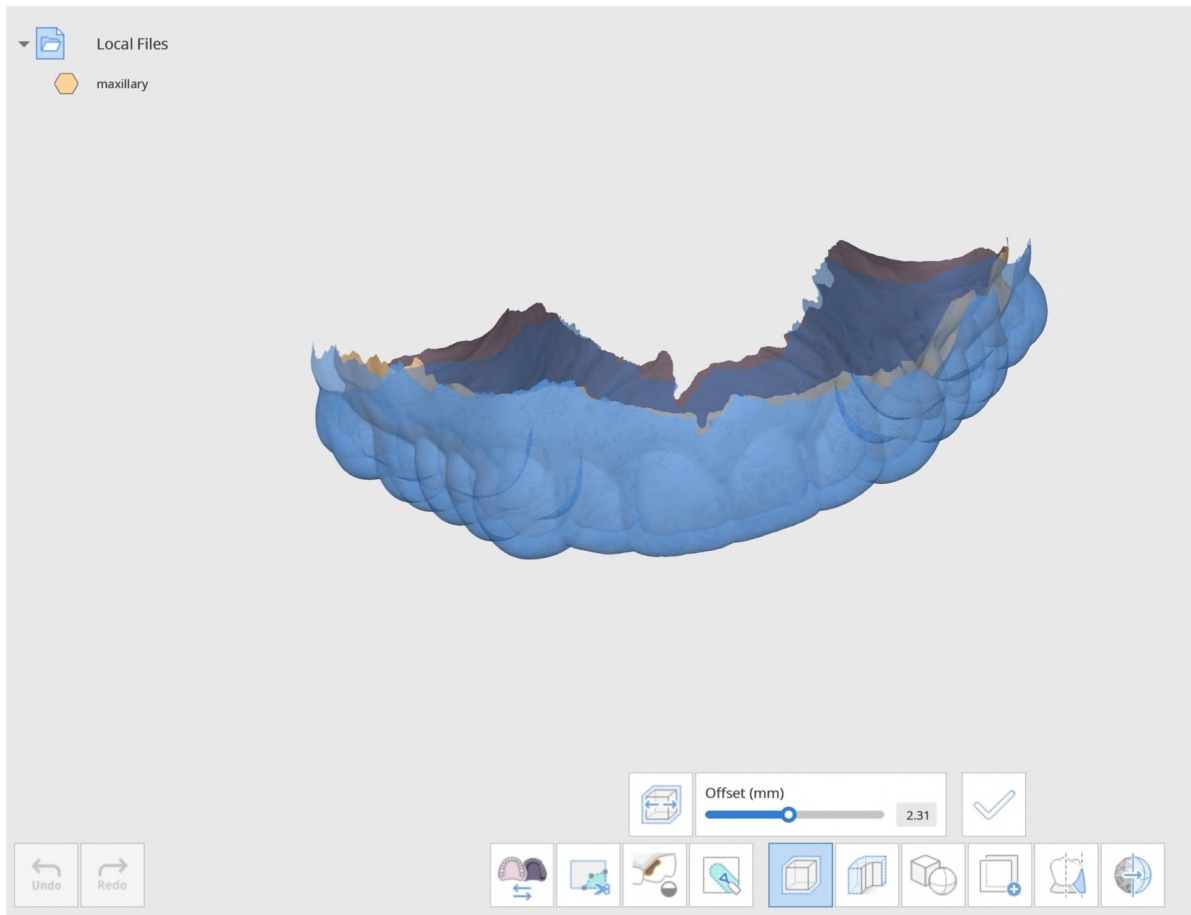 Local Files
maxillary
Offset (mm)
2.31
Undo
Redo